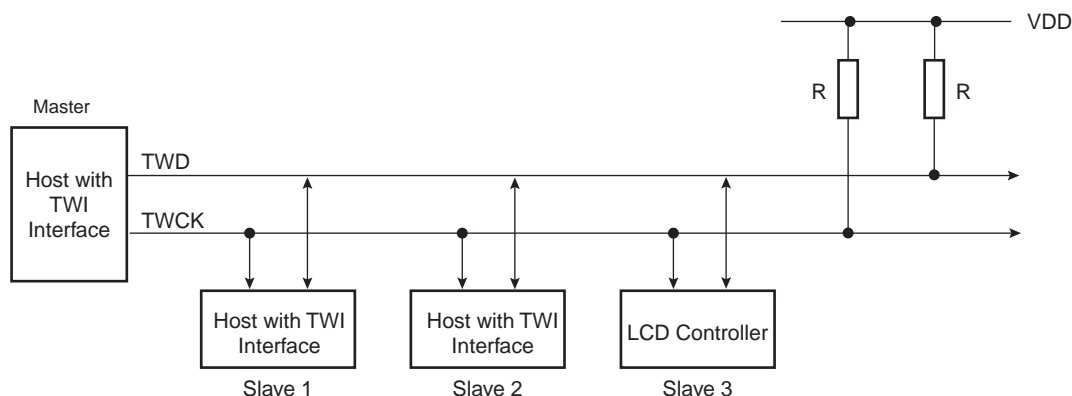 VDD
R
R
Master
Host with
TWI
Interface
TWD
TWCK
Host with TWI
Interface
Slave 1
Host with TWI
Interface
Slave 2
LCD Controller
Slave 3